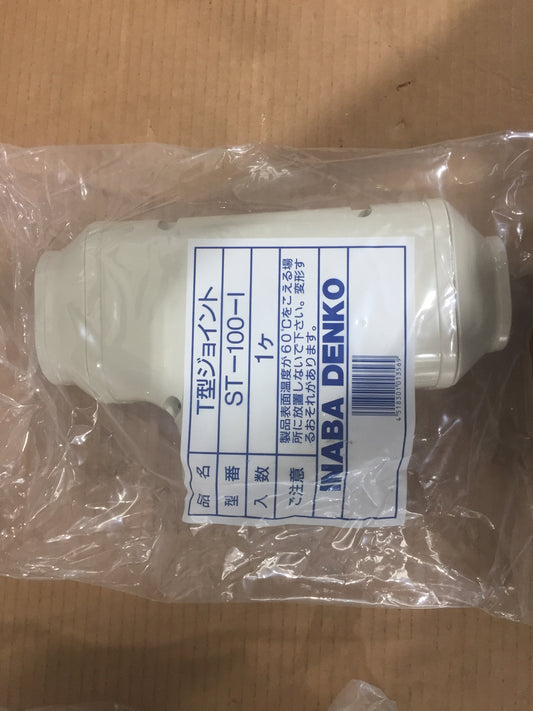 品名 T型ジョイント
型番 ST-100-I
入数 1ヶ
ご注意 製品表面温度が60℃をこえる場
所に放置しないで下さい。変形す
るおそれがあります。
INABA DENKO
4518301013569